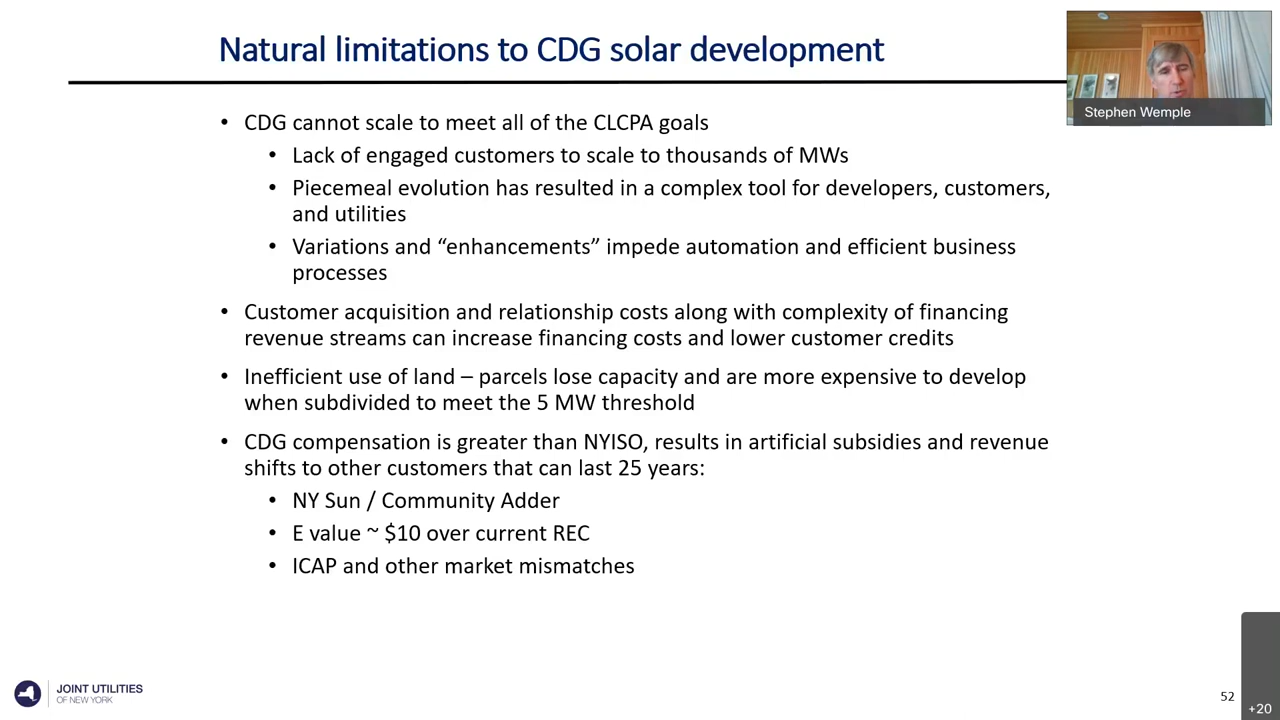 Natural limitations to CDG solar development
Stephen Wemple
• CDG cannot scale to meet all of the CLCPA goals
• Lack of engaged customers to scale to thousands of MWs
• Piecemeal evolution has resulted in a complex tool for developers, customers,
and utilities
• Variations and “enhancements” impede automation and efficient business
processes
• Customer acquisition and relationship costs along with complexity of financing
revenue streams can increase financing costs and lower customer credits
• Inefficient use of land – parcels lose capacity and are more expensive to develop
when subdivided to meet the 5 MW threshold
• CDG compensation is greater than NYISO, results in artificial subsidies and revenue
shifts to other customers that can last 25 years:
• NY Sun / Community Adder
• E value ~ $10 over current REC
• ICAP and other market mismatches
JOINT UTILITIES
OF NEW YORK
52
+20